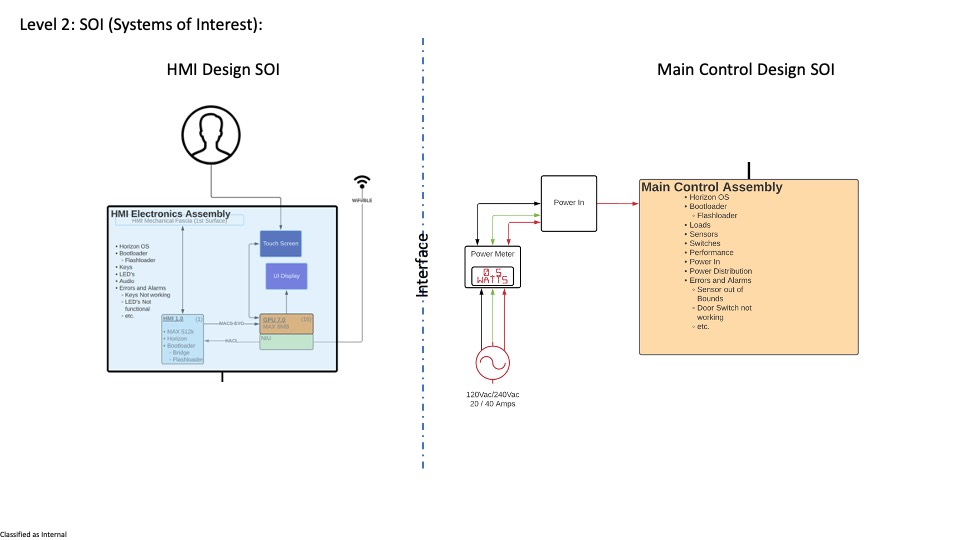 Level 2: SOI (Systems of Interest):
HMI Design SOI
Main Control Design SOI
WiFi/BLE
HMI Electronics Assembly
HMI Mechanical Fascia (1st Surface)
• Horizon OS
• Bootloader
◦ Flashloader
• Keys
• LED's
• Audio
• Errors and Alarms
◦ Keys Not working
◦ LED's Not
functional
◦ etc.
Touch Screen
UI Display
HMI 1.0 (1)
• MAX 512k
• Horizon
• Bootloader
◦ Bridge
◦ Flashloader
MACS EVO
KACL
GPU 7.0 (10)
MAX 8MB
NIU
Interface
Power In
Power Meter
0.5
WATTS
120Vac/240Vac
20 / 40 Amps
Main Control Assembly
• Horizon OS
• Bootloader
◦ Flashloader
• Loads
• Sensors
• Switches
• Performance
• Power In
• Power Distribution
• Errors and Alarms
◦ Sensor out of
Bounds
◦ Door Switch not
working
◦ etc.
Classified as Internal